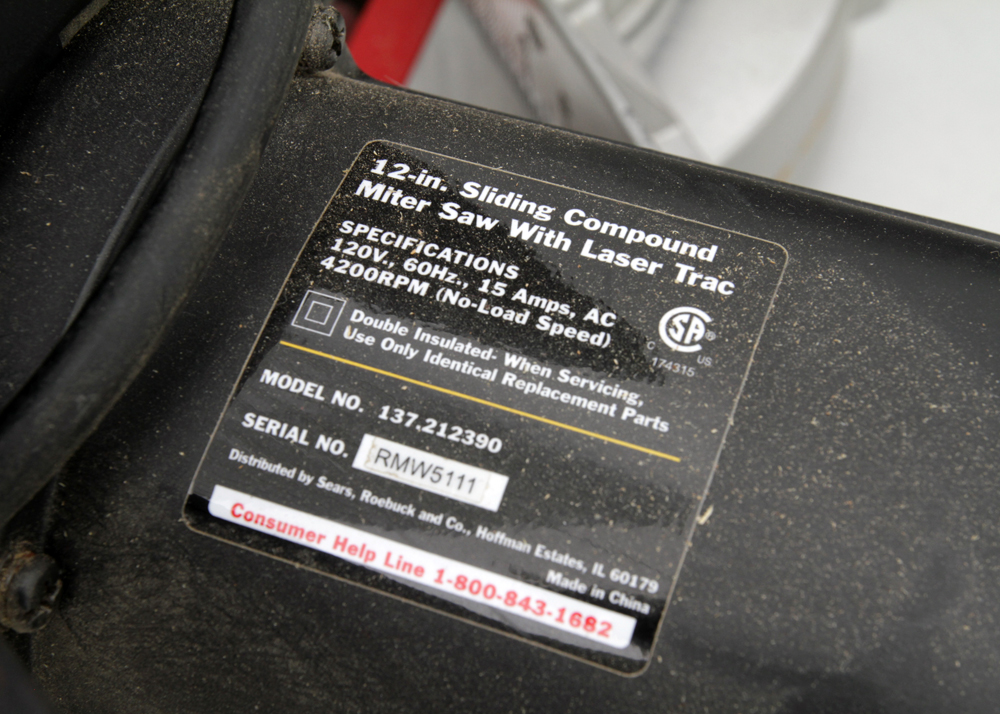 12-in. Sliding Compound
Miter Saw With Laser Trac
SPECIFICATIONS
120V., 60Hz., 15 Amps, AC
4200RPM (No-Load Speed)
SA ®
C US
174315
Double Insulated- When Servicing,
Use Only Identical Replacement Parts
MODEL NO. 137.212390
SERIAL NO. RMW5111
Distributed by Sears, Roebuck and Co., Hoffman Estates, IL 60179
Made in China
Consumer Help Line 1-800-843-1682